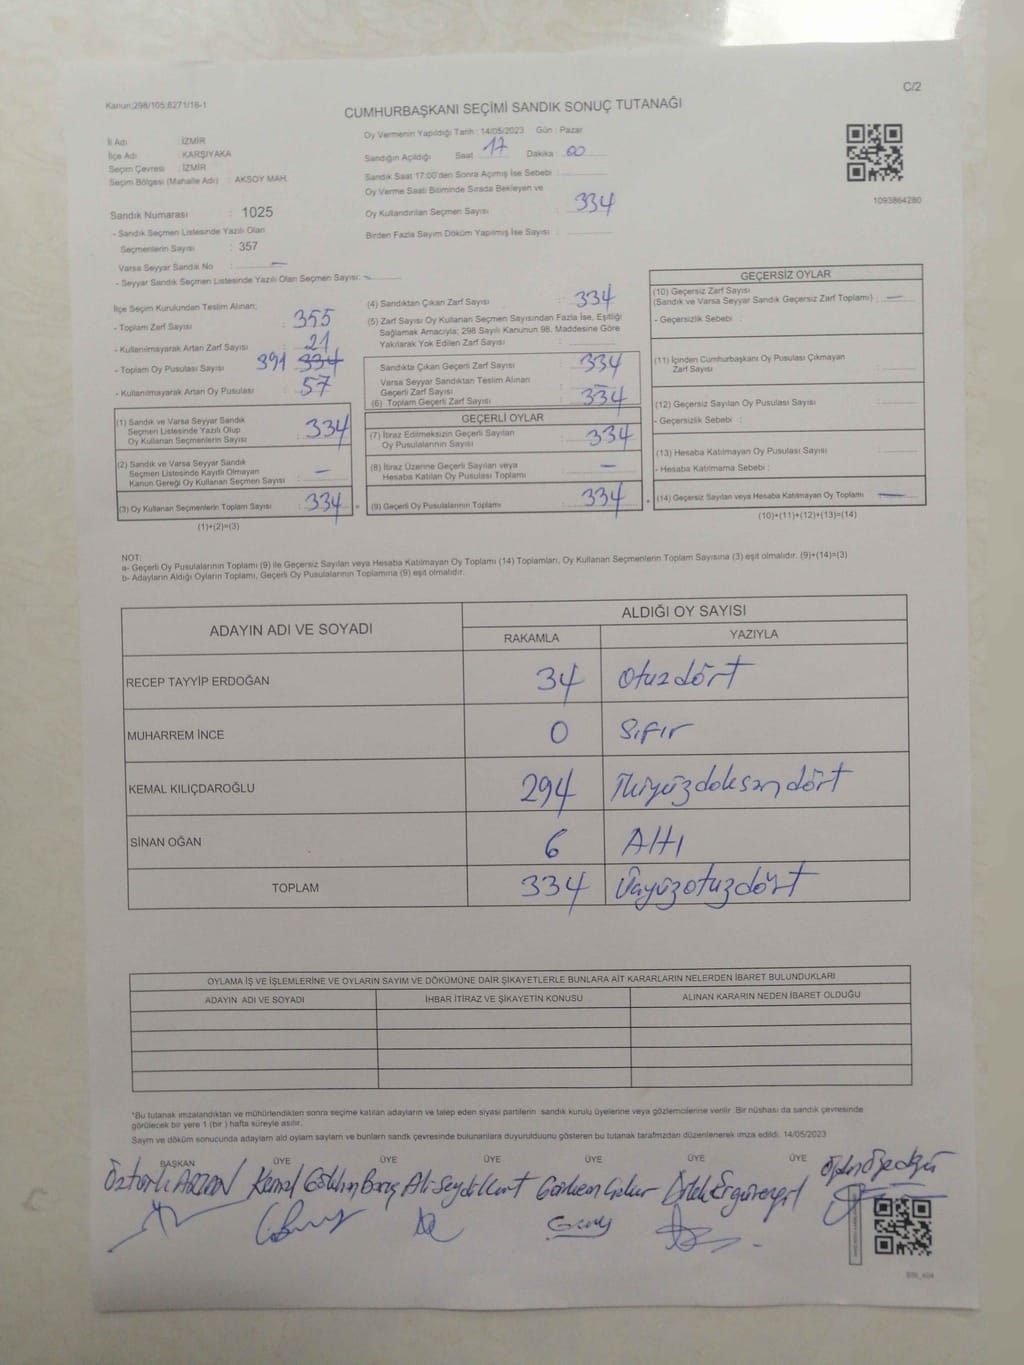 Kanun:298/105;6271/16-1
C/2
CUMHURBAŞKANI SEÇİMİ SANDIK SONUÇ TUTANAĞI
İl Adı : İZMİR
İlçe Adı : KARŞIYAKA
Seçim Çevresi : İZMİR
Seçim Bölgesi (Mahalle Adı) : AKSOY MAH.
Oy Vermenin Yapıldığı Tarih : 14/05/2023 Gün : Pazar
Sandığın Açıldığı Saat 17 Dakika : 00
Sandık Saat 17:00'den Sonra Açmış İse Sebebi :
Oy Verme Saati Bitiminde Sırada Bekleyen ve
Oy Kullandırılan Seçmen Sayısı : 334
Birden Fazla Sayım Döküm Yapılmış İse Sayısı :
1093864280
Sandık Numarası : 1025
- Sandık Seçmen Listesinde Yazılı Olan
Seçmenlerin Sayısı : 357
Varsa Seyyar Sandık No : —
- Seyyar Sandık Seçmen Listesinde Yazılı Olan Seçmen Sayısı: -
İlçe Seçim Kurulundan Teslim Alınan;
- Toplam Zarf Sayısı : 355
- Kullanılmayarak Artan Zarf Sayısı : 21
- Toplam Oy Pusulası Sayısı : 391 334
- Kullanılmayarak Artan Oy Pusulası : 57
(1) Sandık ve Varsa Seyyar Sandık
Seçmen Listesinde Yazılı Olup
Oy Kullanan Seçmenlerin Sayısı : 334
(2) Sandık ve Varsa Seyyar Sandık
Seçmen Listesinde Kayıtlı Olmayan
Kanun Gereği Oy Kullanan Seçmen Sayısı : —
(3) Oy Kullanan Seçmenlerin Toplam Sayısı : 334
(1)+(2)=(3)
(4) Sandıktan Çıkan Zarf Sayısı : 334
(5) Zarf Sayısı Oy Kullanan Seçmen Sayısından Fazla İse, Eşitliği
Sağlamak Amacıyla; 298 Sayılı Kanunun 98. Maddesine Göre
Yakılarak Yok Edilen Zarf Sayısı :
Sandıkta Çıkan Geçerli Zarf Sayısı : 334
Varsa Seyyar Sandıktan Teslim Alınan
Geçerli Zarf Sayısı : —
(6) Toplam Geçerli Zarf Sayısı : 334
GEÇERLİ OYLAR
(7) İtiraz Edilmeksizin Geçerli Sayılan
Oy Pusulalarının Sayısı : 334
(8) İtiraz Üzerine Geçerli Sayılan veya
Hesaba Katılan Oy Pusulası Toplamı : —
(9) Geçerli Oy Pusulalarının Toplamı : 334
GEÇERSİZ OYLAR
(10) Geçersiz Zarf Sayısı
(Sandık ve Varsa Seyyar Sandık Geçersiz Zarf Toplamı) : —
- Geçersizlik Sebebi :
(11) İçinden Cumhurbaşkanı Oy Pusulası Çıkmayan
Zarf Sayısı :
(12) Geçersiz Sayılan Oy Pusulası Sayısı :
- Geçersizlik Sebebi :
(13) Hesaba Katılmayan Oy Pusulası Sayısı :
- Hesaba Katılmama Sebebi :
(14) Geçersiz Sayılan veya Hesaba Katılmayan Oy Toplamı : —
(10)+(11)+(12)+(13)=(14)
NOT:
a- Geçerli Oy Pusulalarının Toplamı (9) ile Geçersiz Sayılan veya Hesaba Katılmayan Oy Toplamı (14) Toplamları, Oy Kullanan Seçmenlerin Toplam Sayısına (3) eşit olmalıdır. (9)+(14)=(3)
b- Adayların Aldığı Oyların Toplamı, Geçerli Oy Pusulalarının Toplamına (9) eşit olmalıdır.
ADAYIN ADI VE SOYADI ALDIĞI OY SAYISI
RAKAMLA YAZIYLA
RECEP TAYYİP ERDOĞAN 34 Otuzdört
MUHARREM İNCE 0 Sıfır
KEMAL KILIÇDAROĞLU 294 İkiyüzdoksandört
SİNAN OĞAN 6 Altı
TOPLAM 334 Üçyüzotuzdört
OYLAMA İŞ VE İŞLEMLERİNE VE OYLARIN SAYIM VE DÖKÜMÜNE DAİR ŞİKAYETLERLE BUNLARA AİT KARARLARIN NELERDEN İBARET BULUNDUKLARI
ADAYIN ADI VE SOYADI İHBAR İTİRAZ VE ŞİKAYETİN KONUSU ALINAN KARARIN NEDEN İBARET OLDUĞU
*Bu tutanak imzalandıktan ve mühürlendikten sonra seçime katılan adayların ve talep eden siyasi partilerin sandık kurulu üyelerine veya gözlemcilerine verilir. Bir nüshası da sandık çevresinde
görülecek bir yere 1 (bir) hafta süreyle asılır.
Sayım ve döküm sonucunda adayların ald oyların sayların ve bunların sandk çevresinde bulunanlara duyurulduunu gösteren bu tutanak tarafmzdan düzenlenerek imza edildi. 14/05/2023
BAŞKAN ÜYE ÜYE ÜYE ÜYE ÜYE ÜYE
Kemal Gökhan Barış Ali Seydi Kurt